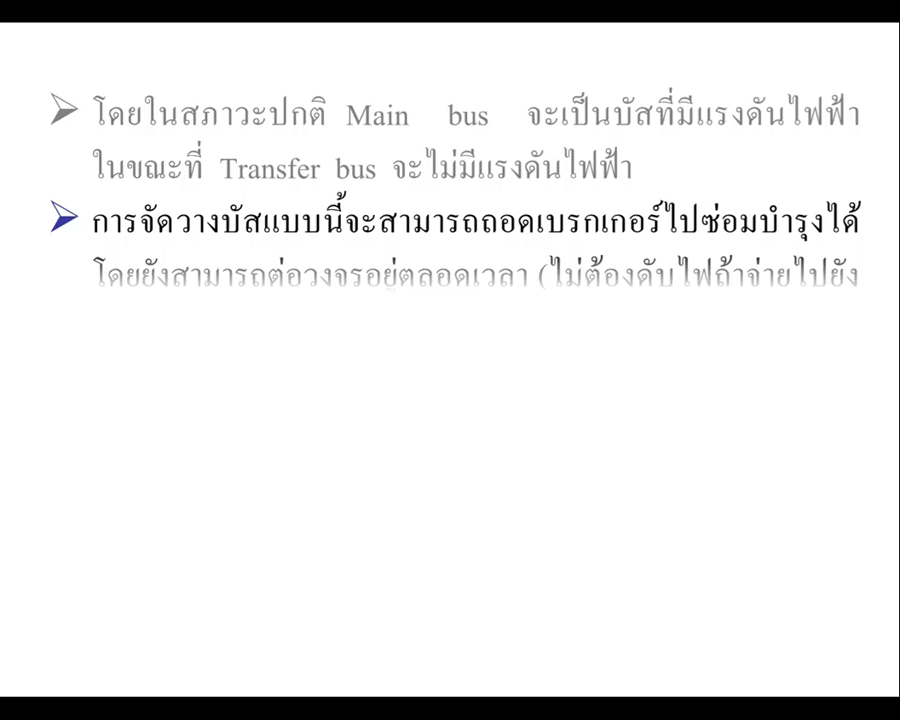 โดยในสภาวะปกติ Main bus จะเป็นบัสที่มีแรงดันไฟฟ้า
ในขณะที่ Transfer bus จะไม่มีแรงดันไฟฟ้า
การจัดวางบัสแบบนี้จะสามารถถอดเบรกเกอร์ไปซ่อมบำรุงได้
โดยยังสามารถต่อวงจรอยู่ตลอดเวลา (ไม่ต้องดับไฟถ้าจ่ายไปยัง